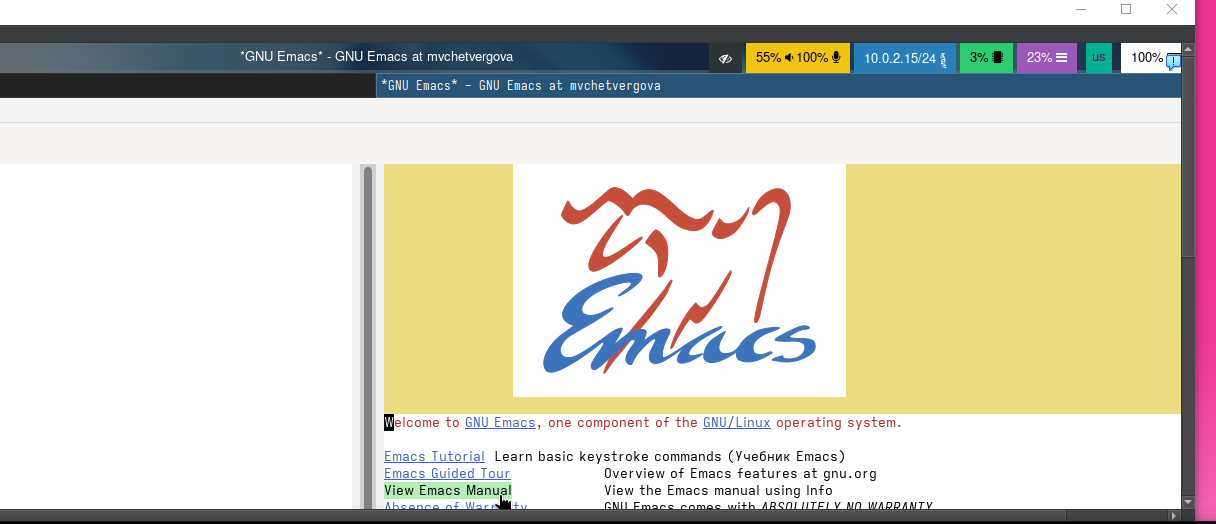 *GNU Emacs* - GNU Emacs at mvchetvergova
55% 100% 10.0.2.15/24 3% 23% us 100%
*GNU Emacs* - GNU Emacs at mvchetvergova
Emacs
Welcome to GNU Emacs, one component of the GNU/Linux operating system.
Emacs Tutorial Learn basic keystroke commands (Учебник Emacs)
Emacs Guided Tour Overview of Emacs features at gnu.org
View Emacs Manual View the Emacs manual using Info
Absence of Warranty GNU Emacs comes with ABSOLUTELY NO WARRANTY